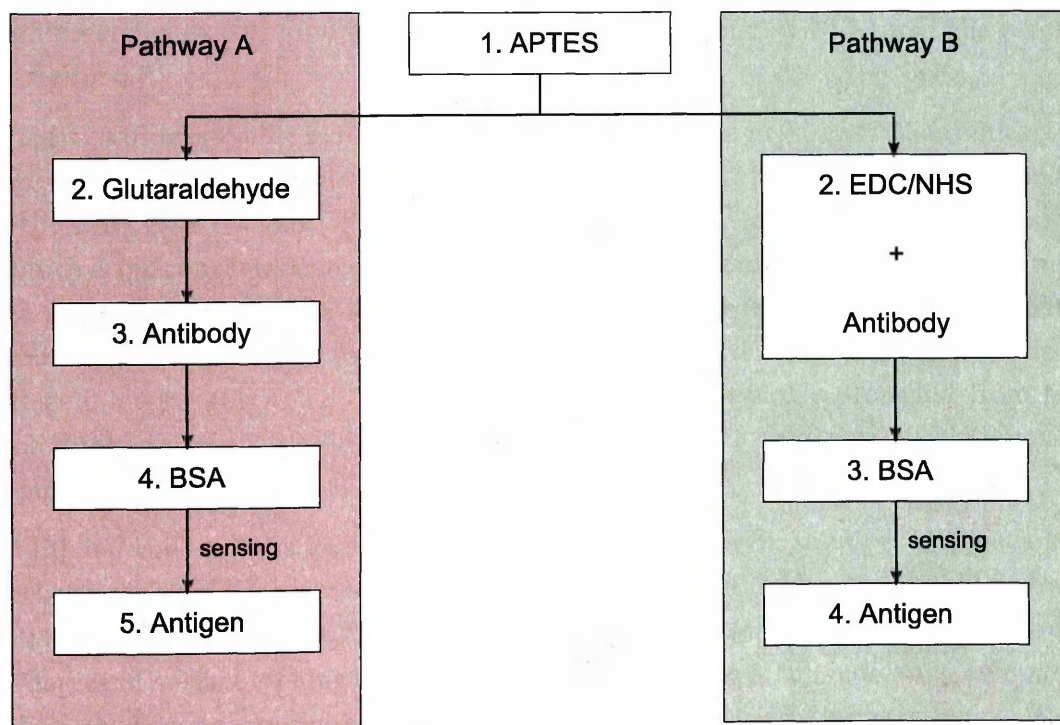 Pathway A
1. APTES
Pathway B
2. Glutaraldehyde
3. Antibody
4. BSA
sensing
5. Antigen
2. EDC/NHS
+
Antibody
3. BSA
sensing
4. Antigen